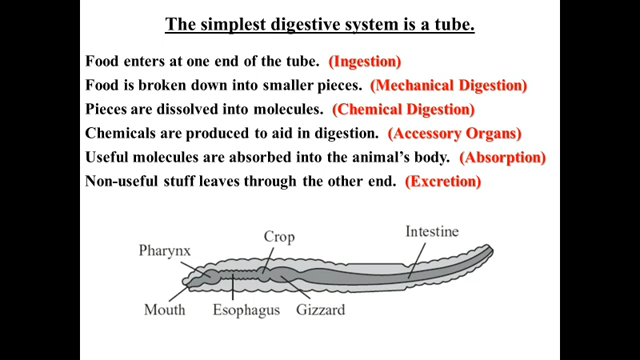 The simplest digestive system is a tube.
Food enters at one end of the tube. (Ingestion)
Food is broken down into smaller pieces. (Mechanical Digestion)
Pieces are dissolved into molecules. (Chemical Digestion)
Chemicals are produced to aid in digestion. (Accessory Organs)
Useful molecules are absorbed into the animal's body. (Absorption)
Non-useful stuff leaves through the other end. (Excretion)
Pharynx
Crop
Intestine
Mouth
Esophagus
Gizzard